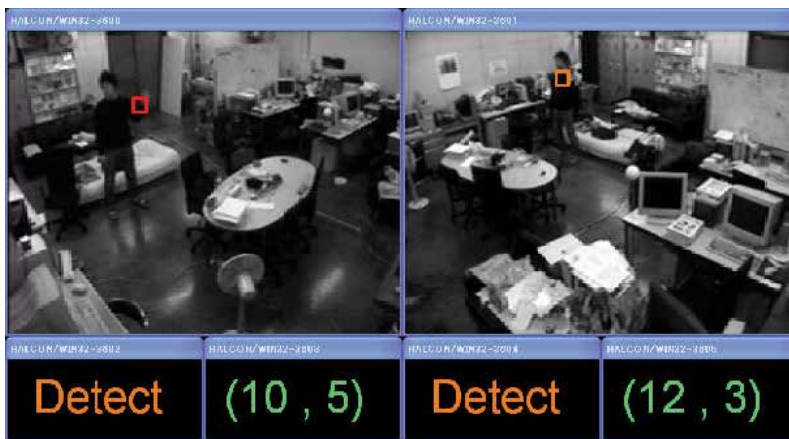 HALCON/WIN32-3600
HALCON/WIN32-3601
HALCON/WIN32-3602
HALCON/WIN32-3603
HALCON/WIN32-3604
HALCON/WIN32-3605
Detect
(10 , 5)
Detect
(12 , 3)